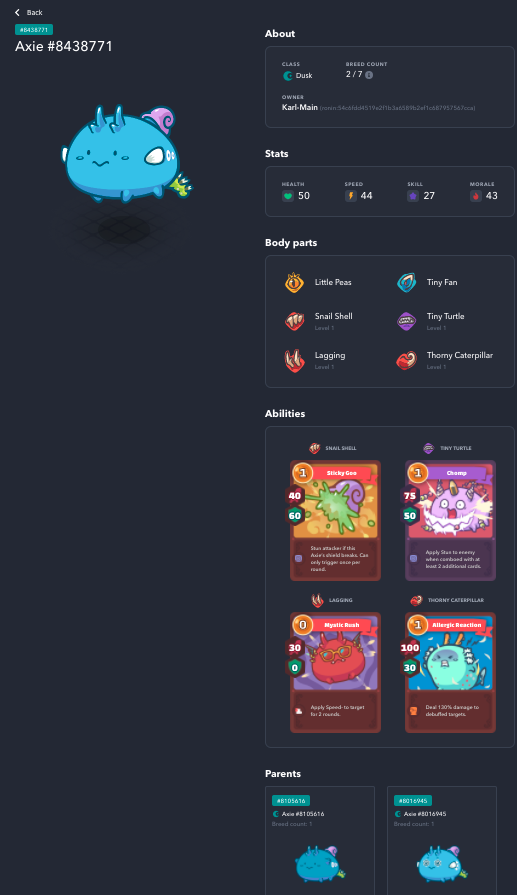 Back
#8438771
Axie #8438771
About
CLASS
Dusk
BREED COUNT
2 / 7
OWNER
Karl-Main
Stats
HEALTH
50
SPEED
44
SKILL
27
MORALE
43
Body parts
Little Peas
Tiny Fan
Snail Shell
Level 1
Tiny Turtle
Level 1
Lagging
Level 1
Thorny Caterpillar
Level 1
Abilities
SNAIL SHELL
1
Sticky Goo
40
60
Stun attacker if this
Axie's shield breaks. Can
only trigger once per
round.
TINY TURTLE
1
Chomp
75
50
Apply Stun to enemy
when comboed with at
least 2 additional cards.
LAGGING
0
Mystic Rush
30
0
Apply Speed- to target
for 2 rounds.
THORNY CATERPILLAR
1
Allergic Reaction
100
30
Deal 130% damage to
debuffed targets.
Parents
#8105616
Axie #8105616
Breed count: 1
#8016945
Axie #8016945
Breed count: 1